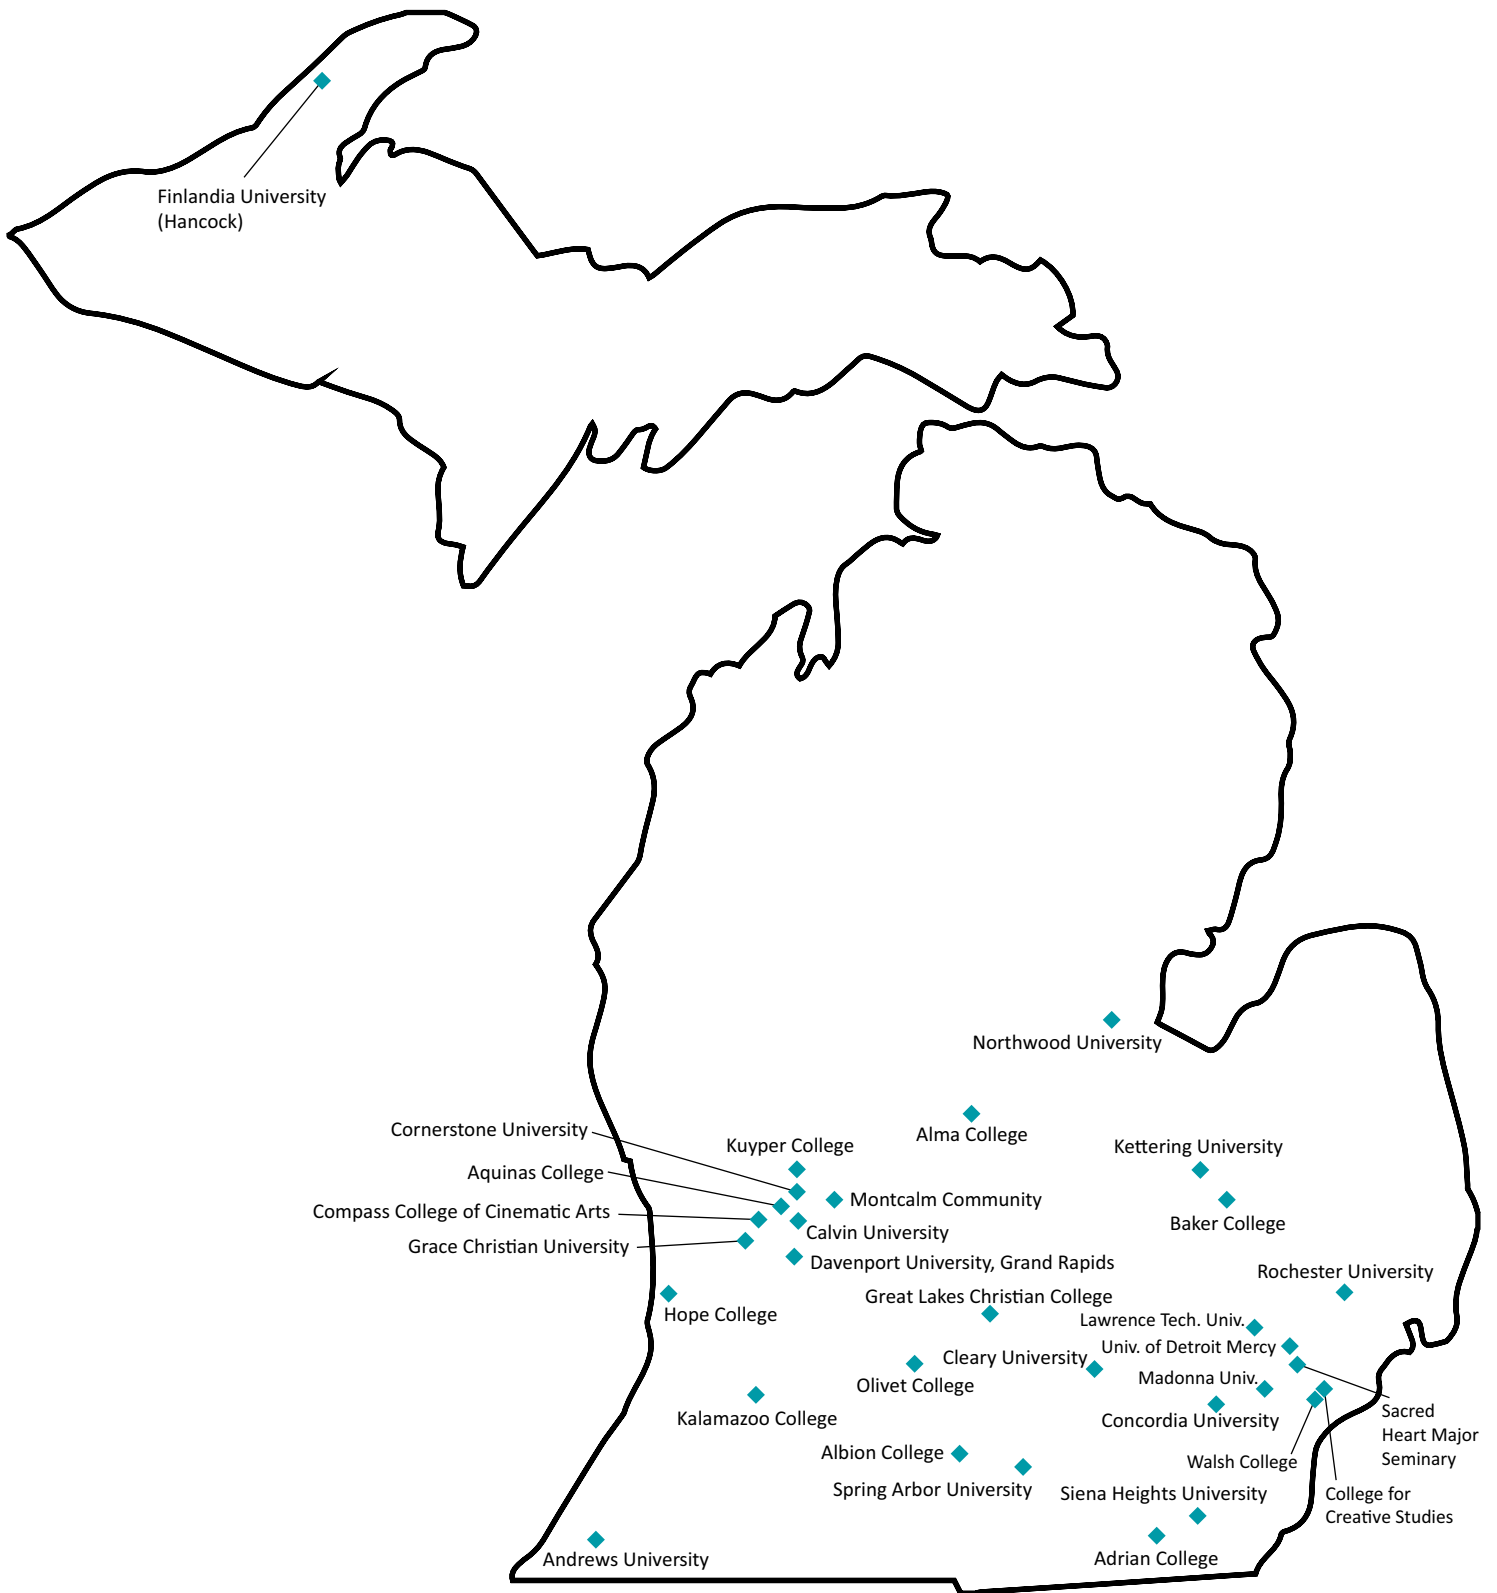 Finlandia University
(Hancock)
Northwood University
Alma College
Cornerstone University
Kuyper College
Kettering University
Aquinas College
Montcalm Community
Compass College of Cinematic Arts
Baker College
Calvin University
Grace Christian University
Davenport University, Grand Rapids
Rochester University
Great Lakes Christian College
Hope College
Lawrence Tech. Univ.
Univ. of Detroit Mercy
Cleary University
Madonna Univ.
Olivet College
Sacred
Heart Major
Seminary
Kalamazoo College
Concordia University
Albion College
Walsh College
Spring Arbor University
Siena Heights University
College for
Creative Studies
Andrews University
Adrian College